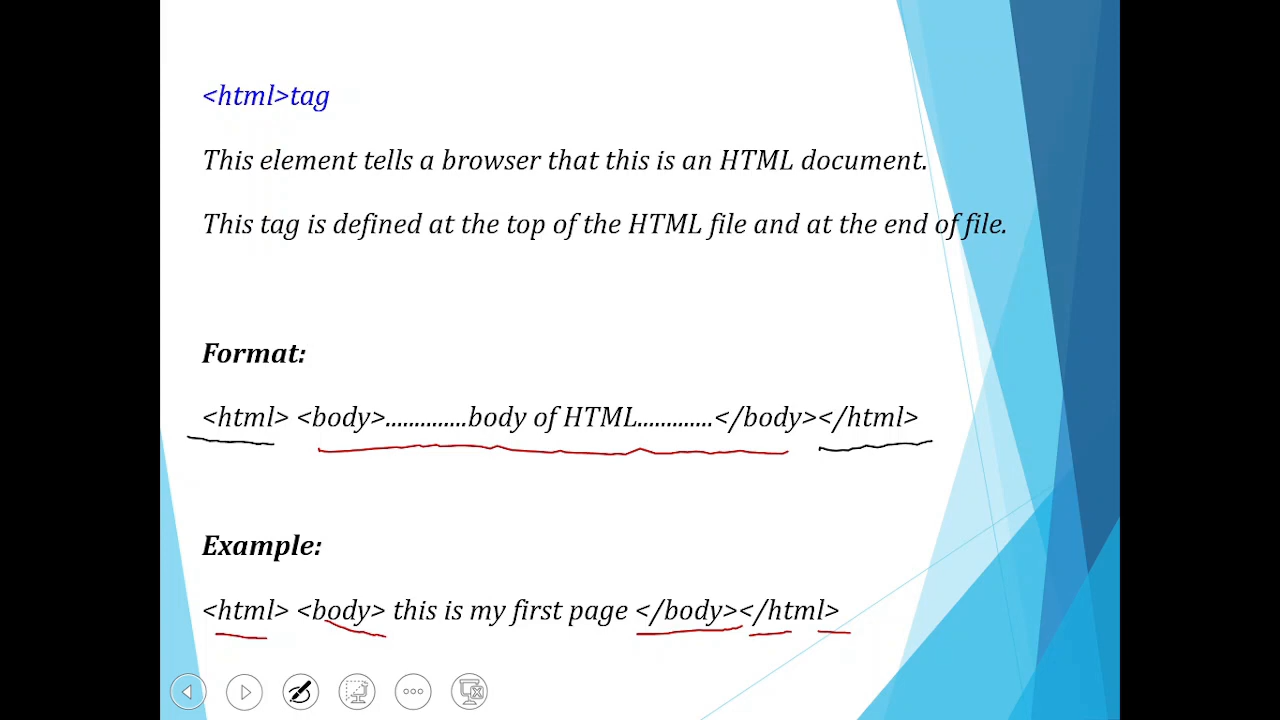 <html>tag
This element tells a browser that this is an HTML document.
This tag is defined at the top of the HTML file and at the end of file.
Format:
<html> <body>.............body of HTML.............</body></html>
Example:
<html> <body> this is my first page </body></html>